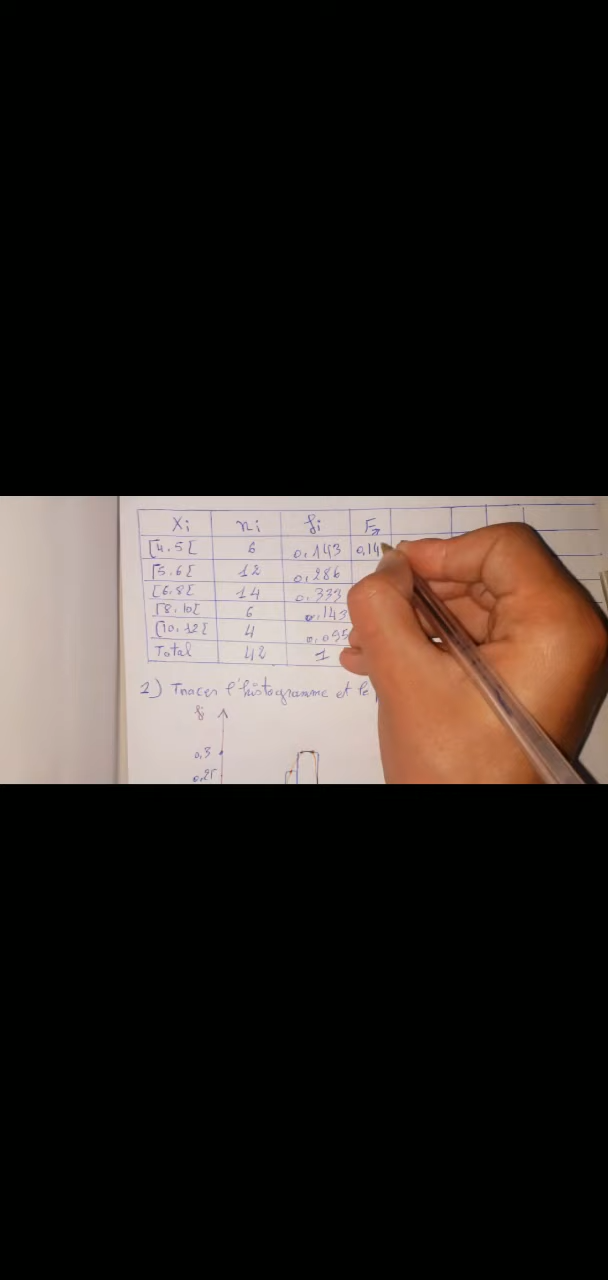 Xi ni fi F↗
[4.5[ 6 0.143 0,14
[5.6[ 12 0.286
[6.8[ 14 0.333
[8.10[ 6 0.143
[10.12[ 4 0.095
Total 42 1
2) Tracer l'histogramme et le
fi
0,3
0,25